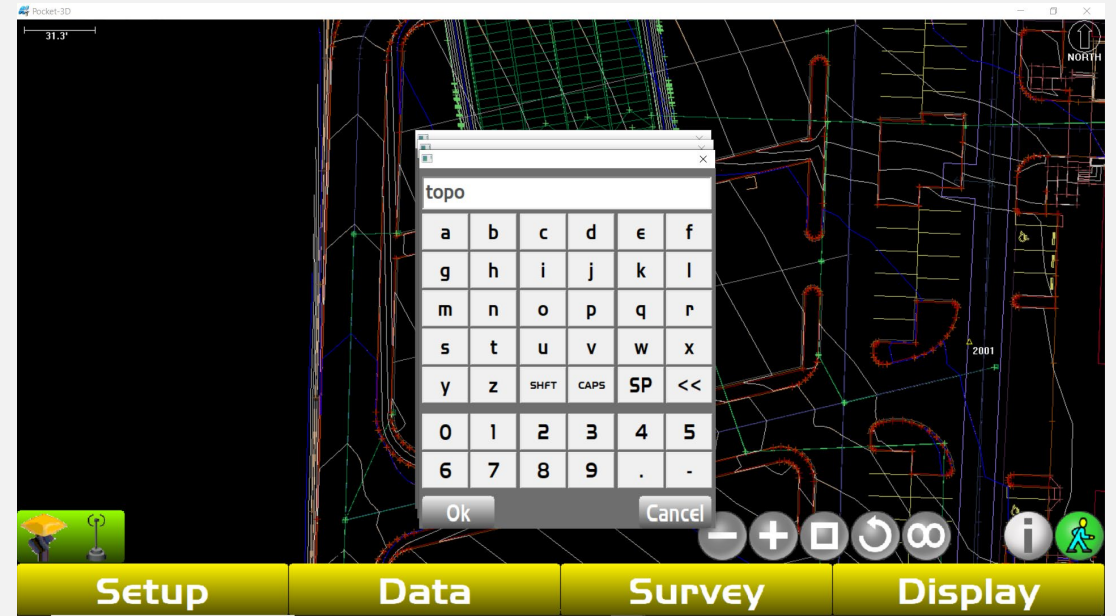 Pocket-3D
31.3'
NORTH
topo
a b c d e f
g h i j k l
m n o p q r
s t u v w x
y z SHFT CAPS SP <<
0 1 2 3 4 5
6 7 8 9 . -
Ok Cancel
2001
Setup Data Survey Display